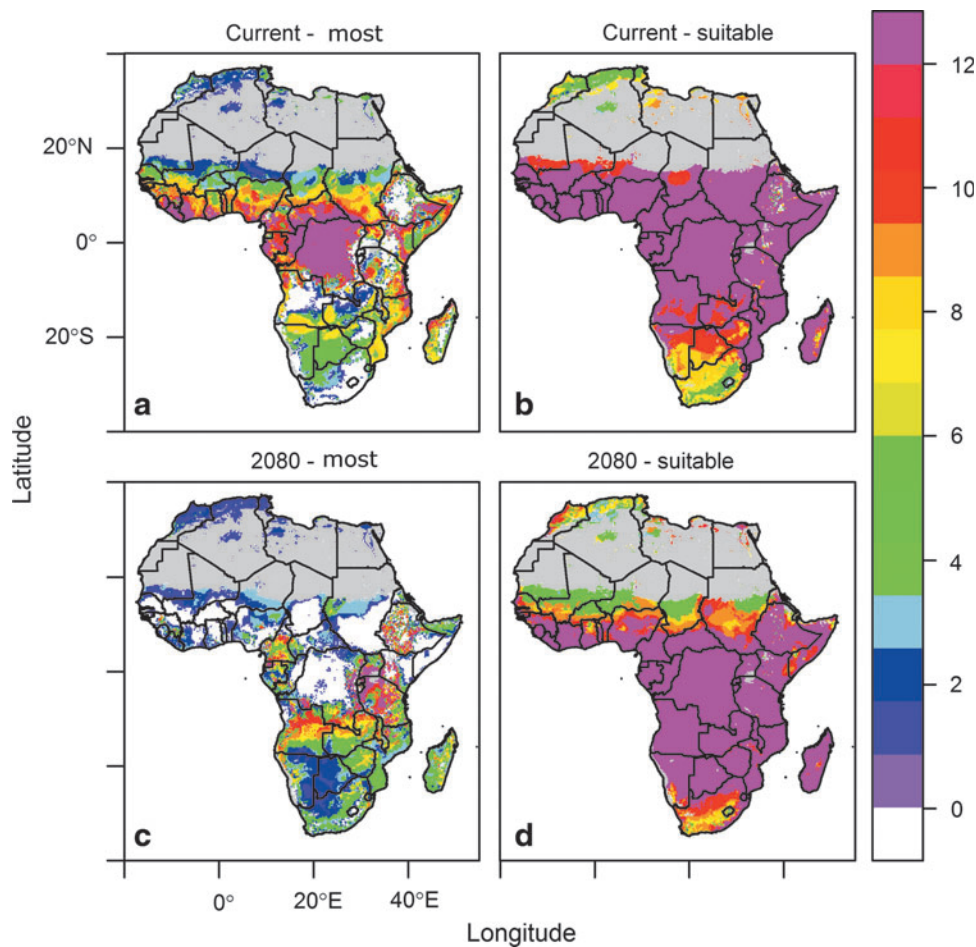 Current - most
Current - suitable
20°N
0°
20°S
a
b
12
10
8
6
4
2
0
Latitude
2080 - most
2080 - suitable
c
d
0°
20°E
40°E
Longitude